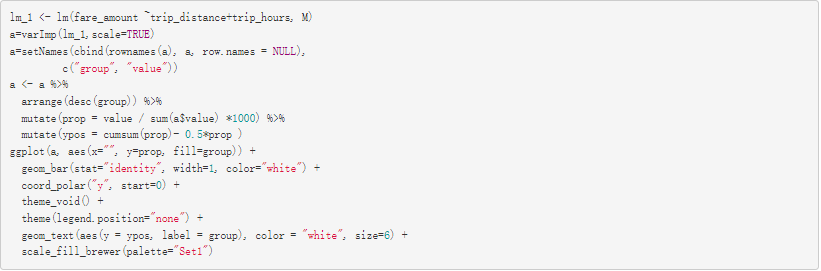 lm_1 <- lm(fare_amount ~trip_distance+trip_hours, M)
a=varImp(lm_1,scale=TRUE)
a=setNames(cbind(rownames(a), a, row.names = NULL),
         c("group", "value"))
a <- a %>%
  arrange(desc(group)) %>%
  mutate(prop = value / sum(a$value) *1000) %>%
  mutate(ypos = cumsum(prop)- 0.5*prop )
ggplot(a, aes(x="", y=prop, fill=group)) +
  geom_bar(stat="identity", width=1, color="white") +
  coord_polar("y", start=0) +
  theme_void() +
  theme(legend.position="none") +
  geom_text(aes(y = ypos, label = group), color = "white", size=6) +
  scale_fill_brewer(palette="Set1")